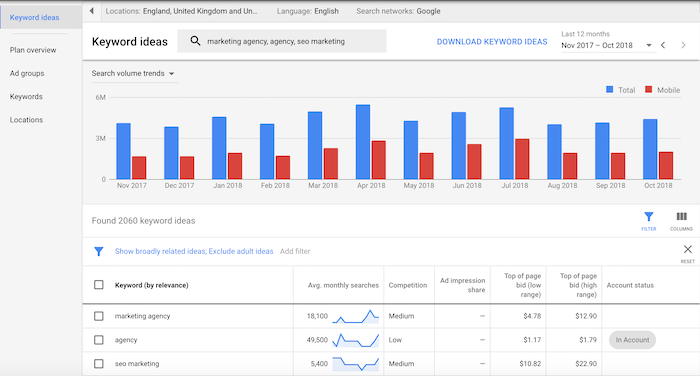 Keyword ideas
Plan overview
Ad groups
Keywords
Locations
Locations: England, United Kingdom and Un... Language: English Search networks: Google
Keyword ideas
marketing agency, agency, seo marketing
DOWNLOAD KEYWORD IDEAS
Last 12 months
Nov 2017 – Oct 2018
Search volume trends
Total Mobile
6M
3M
0
Nov 2017 Dec 2017 Jan 2018 Feb 2018 Mar 2018 Apr 2018 May 2018 Jun 2018 Jul 2018 Aug 2018 Sep 2018 Oct 2018
Found 2060 keyword ideas
FILTER COLUMNS
Show broadly related ideas; Exclude adult ideas Add filter
RESET
Keyword (by relevance) Avg. monthly searches Competition Ad impression share Top of page bid (low range) Top of page bid (high range) Account status
marketing agency 18,100 Medium – $4.78 $12.90
agency 49,500 Low – $1.17 $1.79 In Account
seo marketing 5,400 Medium – $10.82 $22.90